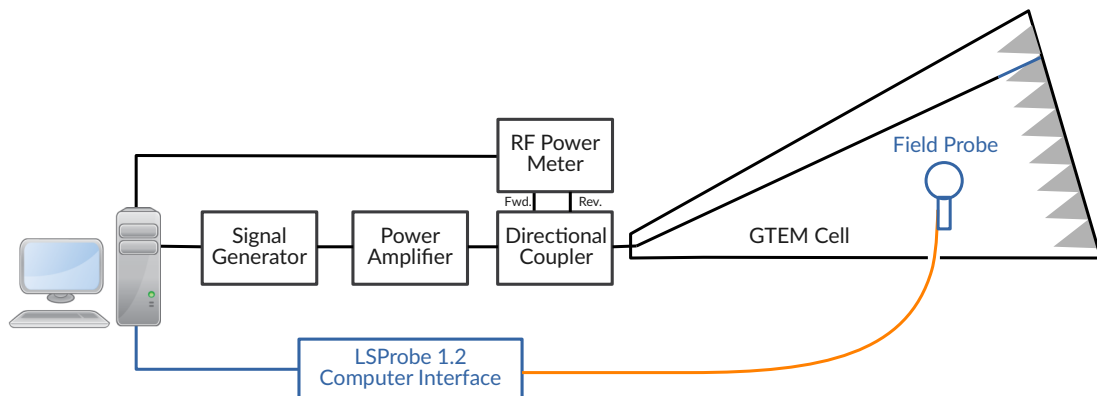 RF Power
Meter
Fwd.
Rev.
Signal
Generator
Power
Amplifier
Directional
Coupler
Field Probe
GTEM Cell
LSProbe 1.2
Computer Interface